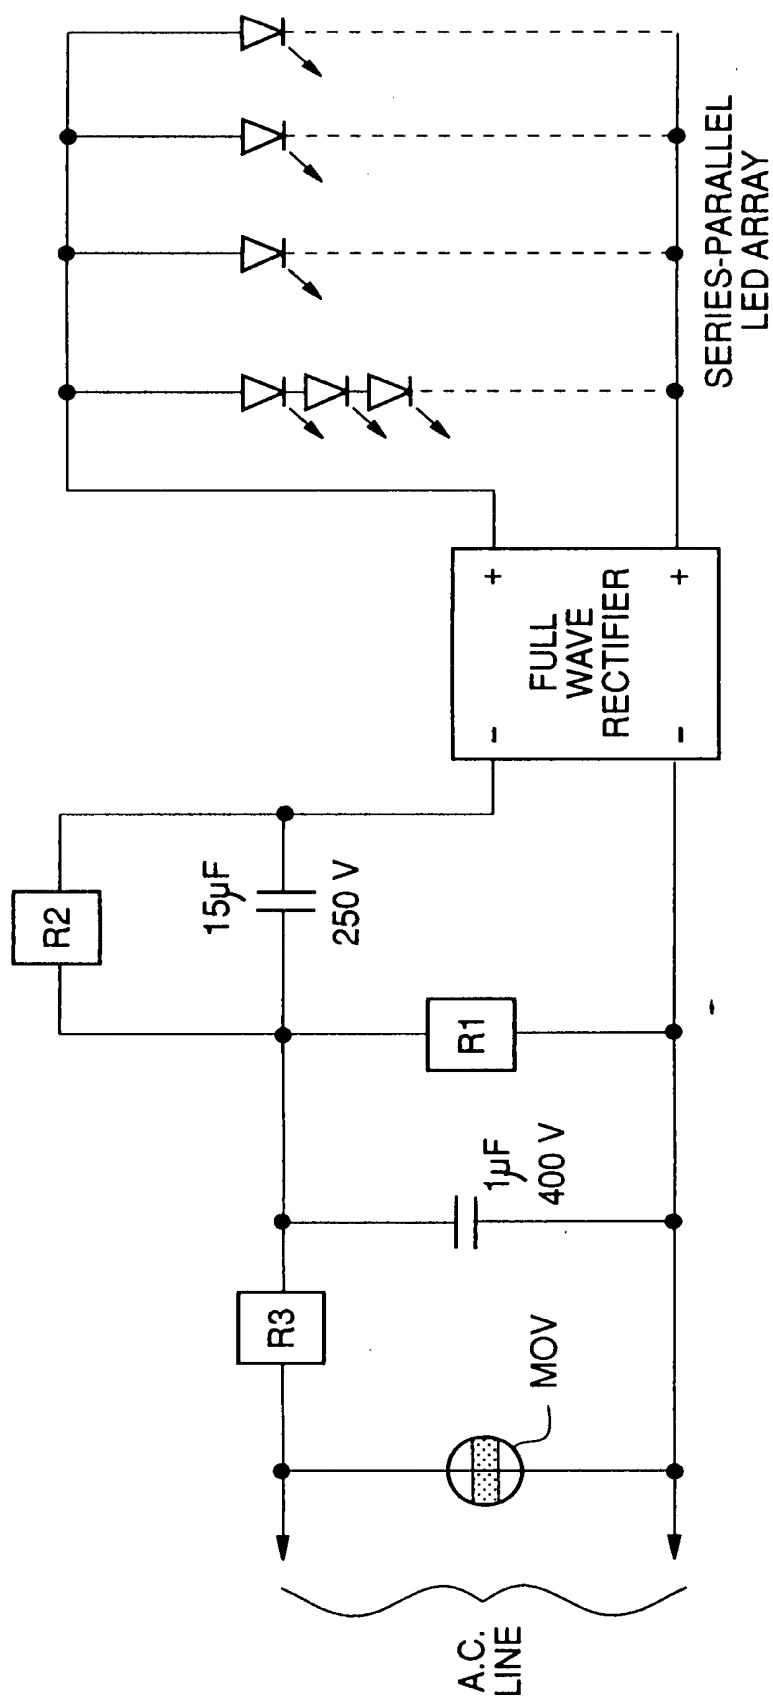 A.C.
LINE
MOV
R3
1µF
400 V
R1
R2
15µF
250 V
− +
FULL
WAVE
RECTIFIER
− +
SERIES-PARALLEL
LED ARRAY